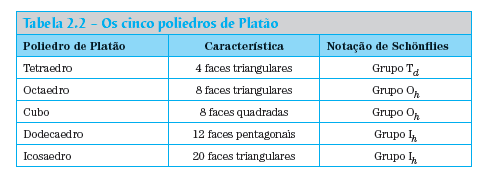 Tabela 2.2 – Os cinco poliedros de Platão
Poliedro de Platão Característica Notação de Schönflies
Tetraedro 4 faces triangulares Grupo Td
Octaedro 8 faces triangulares Grupo Oh
Cubo 8 faces quadradas Grupo Oh
Dodecaedro 12 faces pentagonais Grupo Ih
Icosaedro 20 faces triangulares Grupo Ih